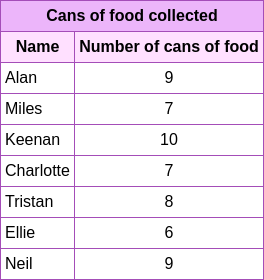 Cans of food collected
Name Number of cans of food
Alan 9
Miles 7
Keenan 10
Charlotte 7
Tristan 8
Ellie 6
Neil 9